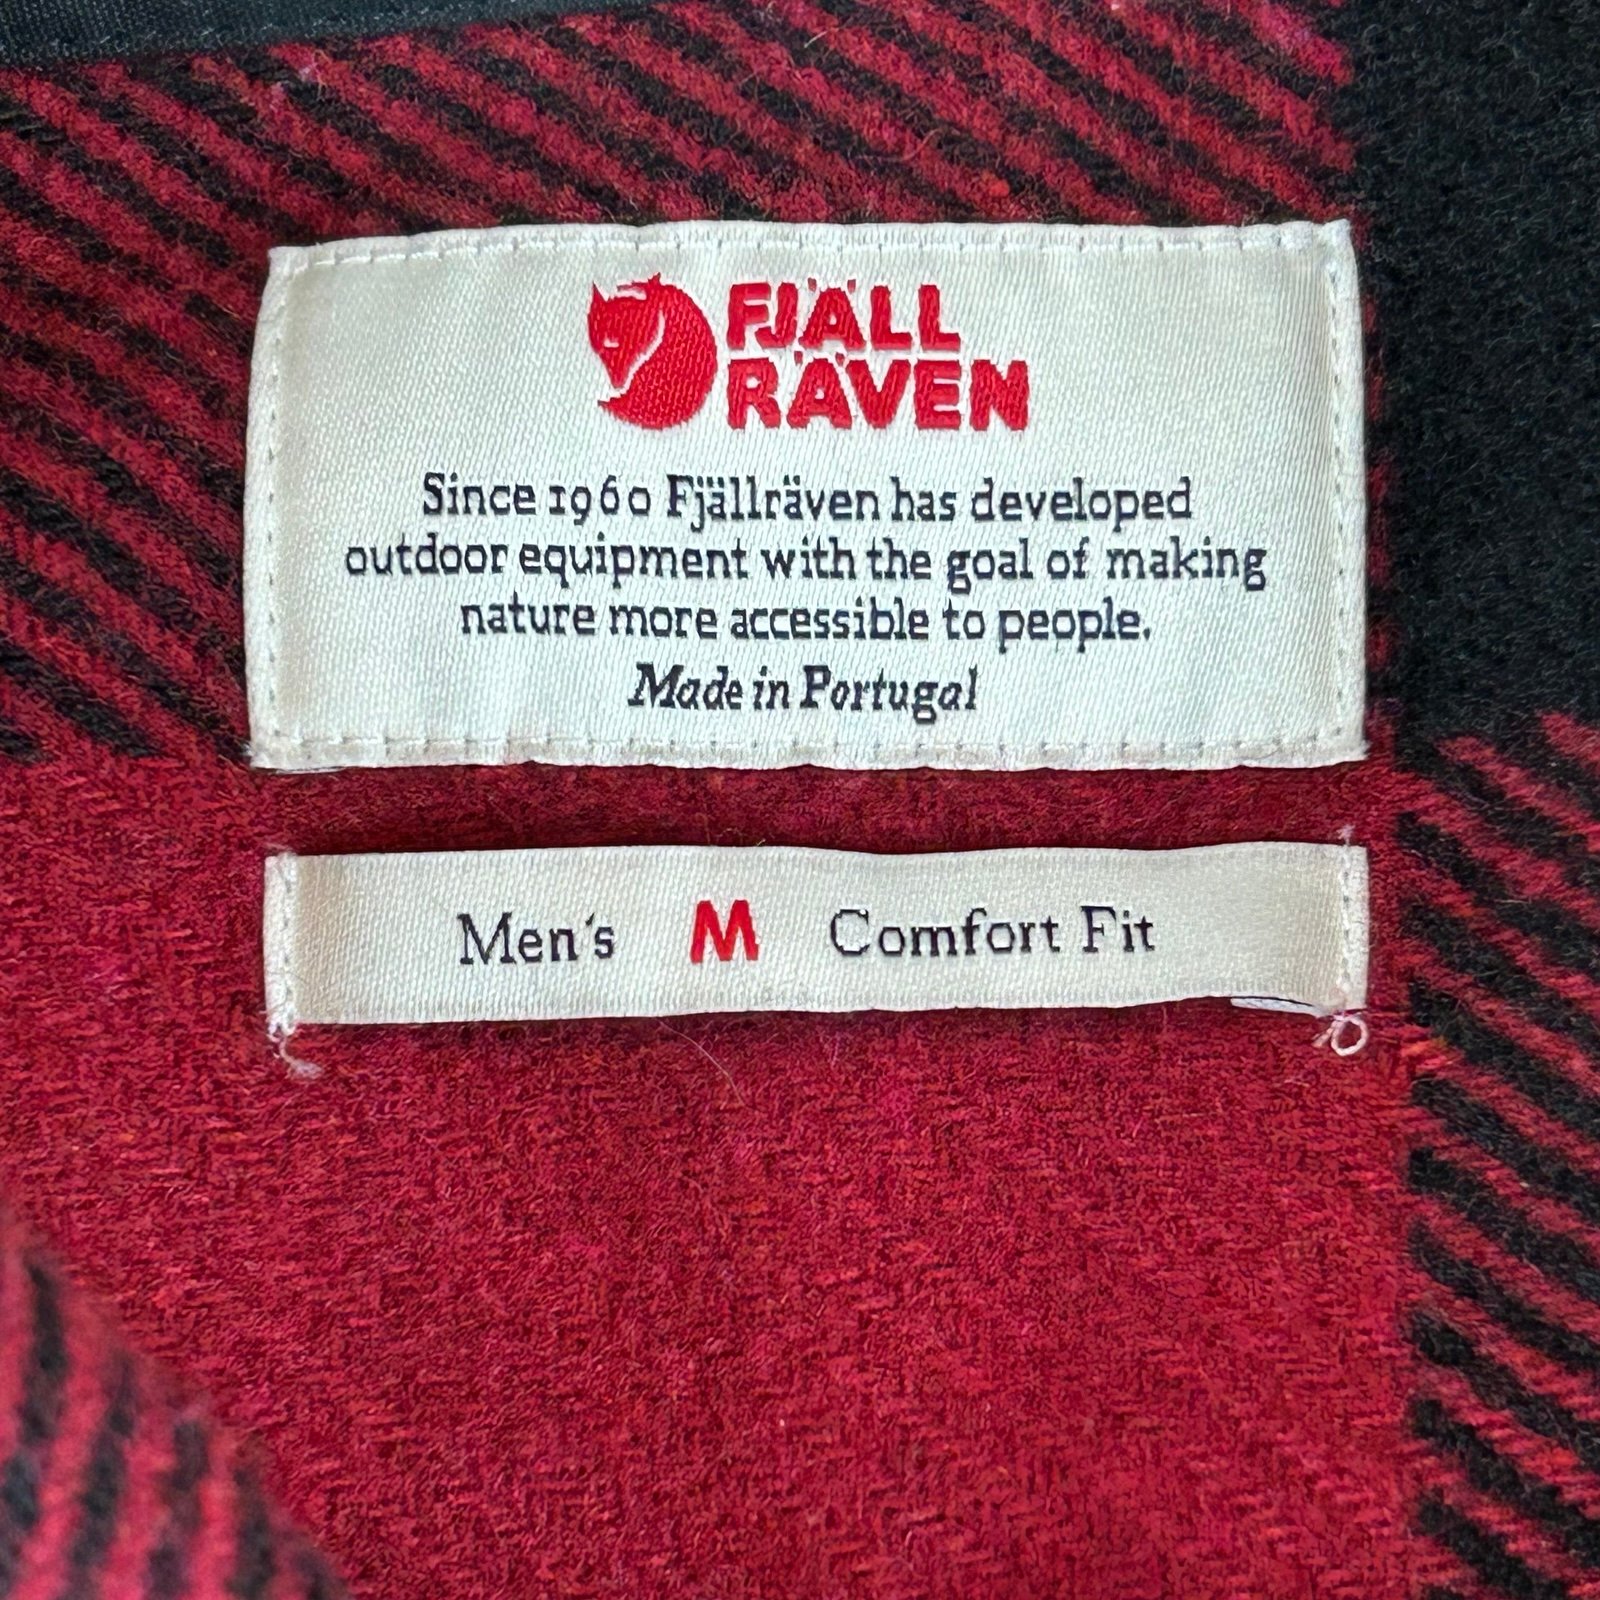 FJÄLL
RÄVEN
Since 1960 Fjällräven has developed
outdoor equipment with the goal of making
nature more accessible to people.
Made in Portugal
Men's M Comfort Fit